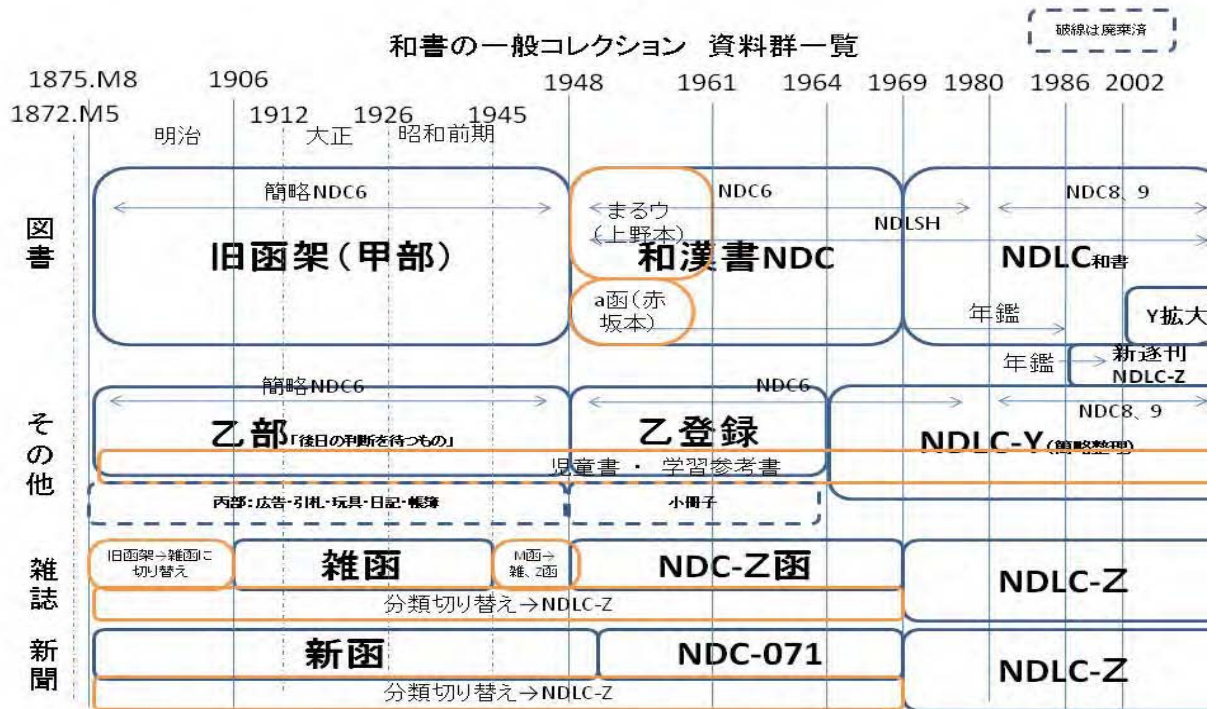 破線は廃棄済
和書の一般コレクション 資料群一覧
1875.M8 1906 1948 1961 1964 1969 1980 1986 2002
1872.M5 1912 1926 1945
明治 大正 昭和前期
図書
簡略NDC6
旧函架(甲部)
まるウ
(上野本)
a函(赤
坂本)
NDC6
NDLSH
和漢書NDC
NDC8、9
NDLC和書
年鑑
Y拡大
年鑑
新逐刊
NDLC-Z
その他
簡略NDC6
乙部「後日の判断を待つもの」
NDC6
乙登録
NDC8、9
NDLC-Y(簡略整理)
児童書 ・ 学習参考書
丙部:広告・引札・玩具・日記・帳簿
小冊子
雑誌
旧函架→雑函に
切り替え
雑函
M函→
雑、Z函
NDC-Z函
NDLC-Z
分類切り替え→NDLC-Z
新聞
新函
NDC-071
NDLC-Z
分類切り替え→NDLC-Z